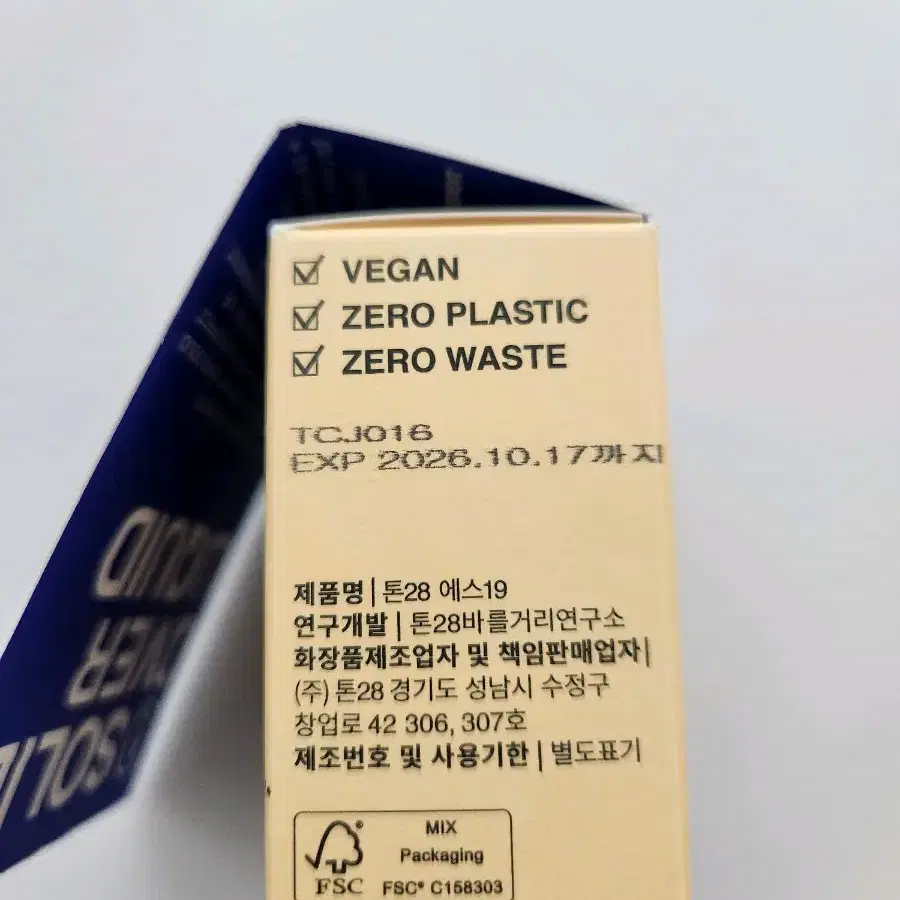 VEGAN
ZERO PLASTIC
ZERO WASTE
TCJ016
EXP 2026.10.17까지
제품명 | 톤28 에스19
연구개발 | 톤28바를거리연구소
화장품제조업자 및 책임판매업자 |
(주) 톤28 경기도 성남시 수정구
창업로 42 306, 307호
제조번호 및 사용기한 | 별도표기
MIX
Packaging
FSC® C158303
FSC
OVER